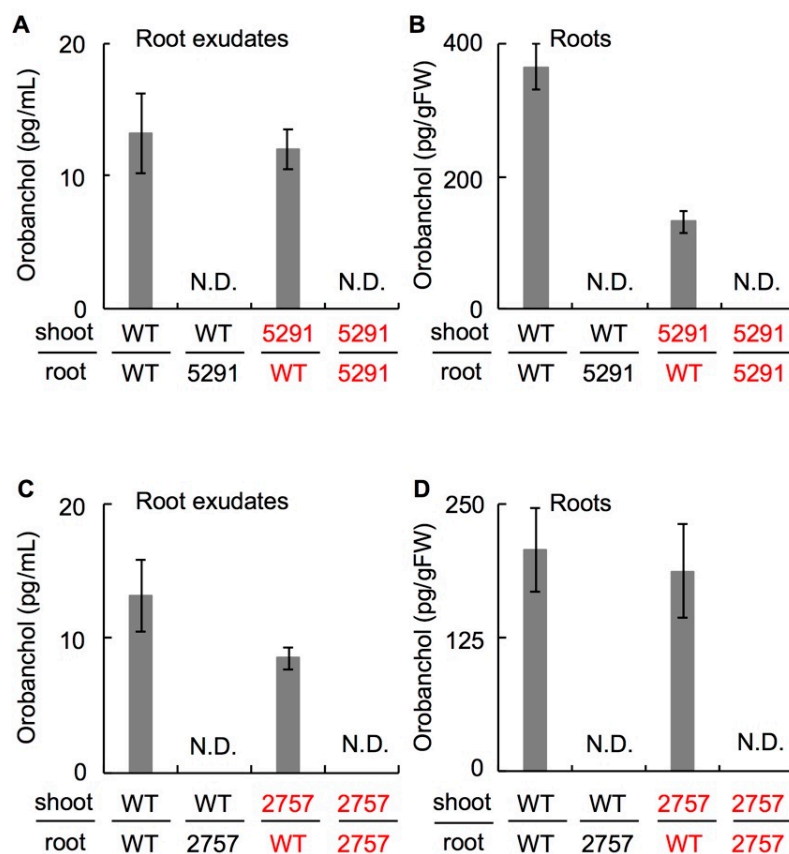 A
Root exudates
Orobanchol (pg/mL)
20
10
0
N.D.
N.D.
shoot WT WT 5291 5291
root WT 5291 WT 5291
B
Roots
Orobanchol (pg/gFW)
400
200
0
N.D.
N.D.
shoot WT WT 5291 5291
root WT 5291 WT 5291
C
Root exudates
Orobanchol (pg/mL)
20
10
0
N.D.
N.D.
shoot WT WT 2757 2757
root WT 2757 WT 2757
D
Roots
Orobanchol (pg/gFW)
250
125
0
N.D.
N.D.
shoot WT WT 2757 2757
root WT 2757 WT 2757